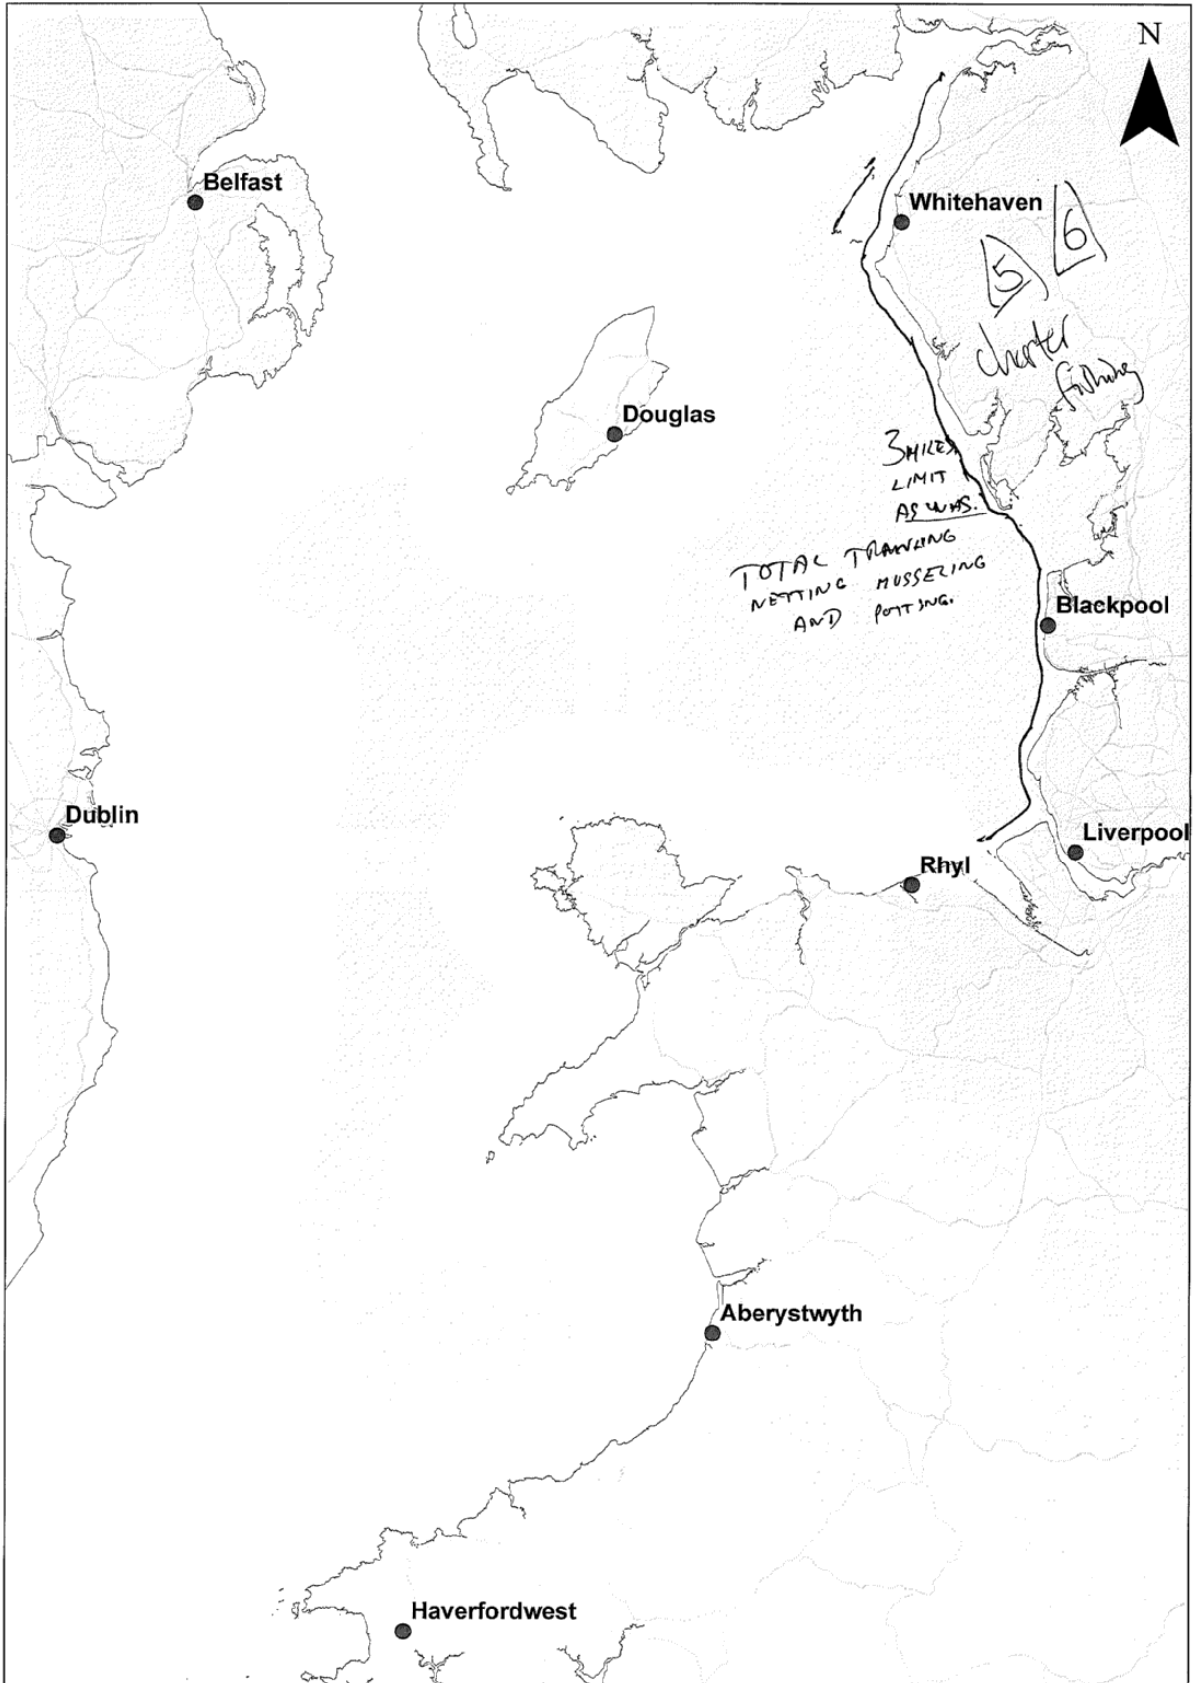 N
Belfast
Whitehaven
6
5
charter
fishing
Douglas
3 MILES
LIMIT
AS WAS.
TOTAL TRAWLING
NETTING MUSSELING
AND POTTING.
Blackpool
Dublin
Liverpool
Rhyl
Aberystwyth
Haverfordwest